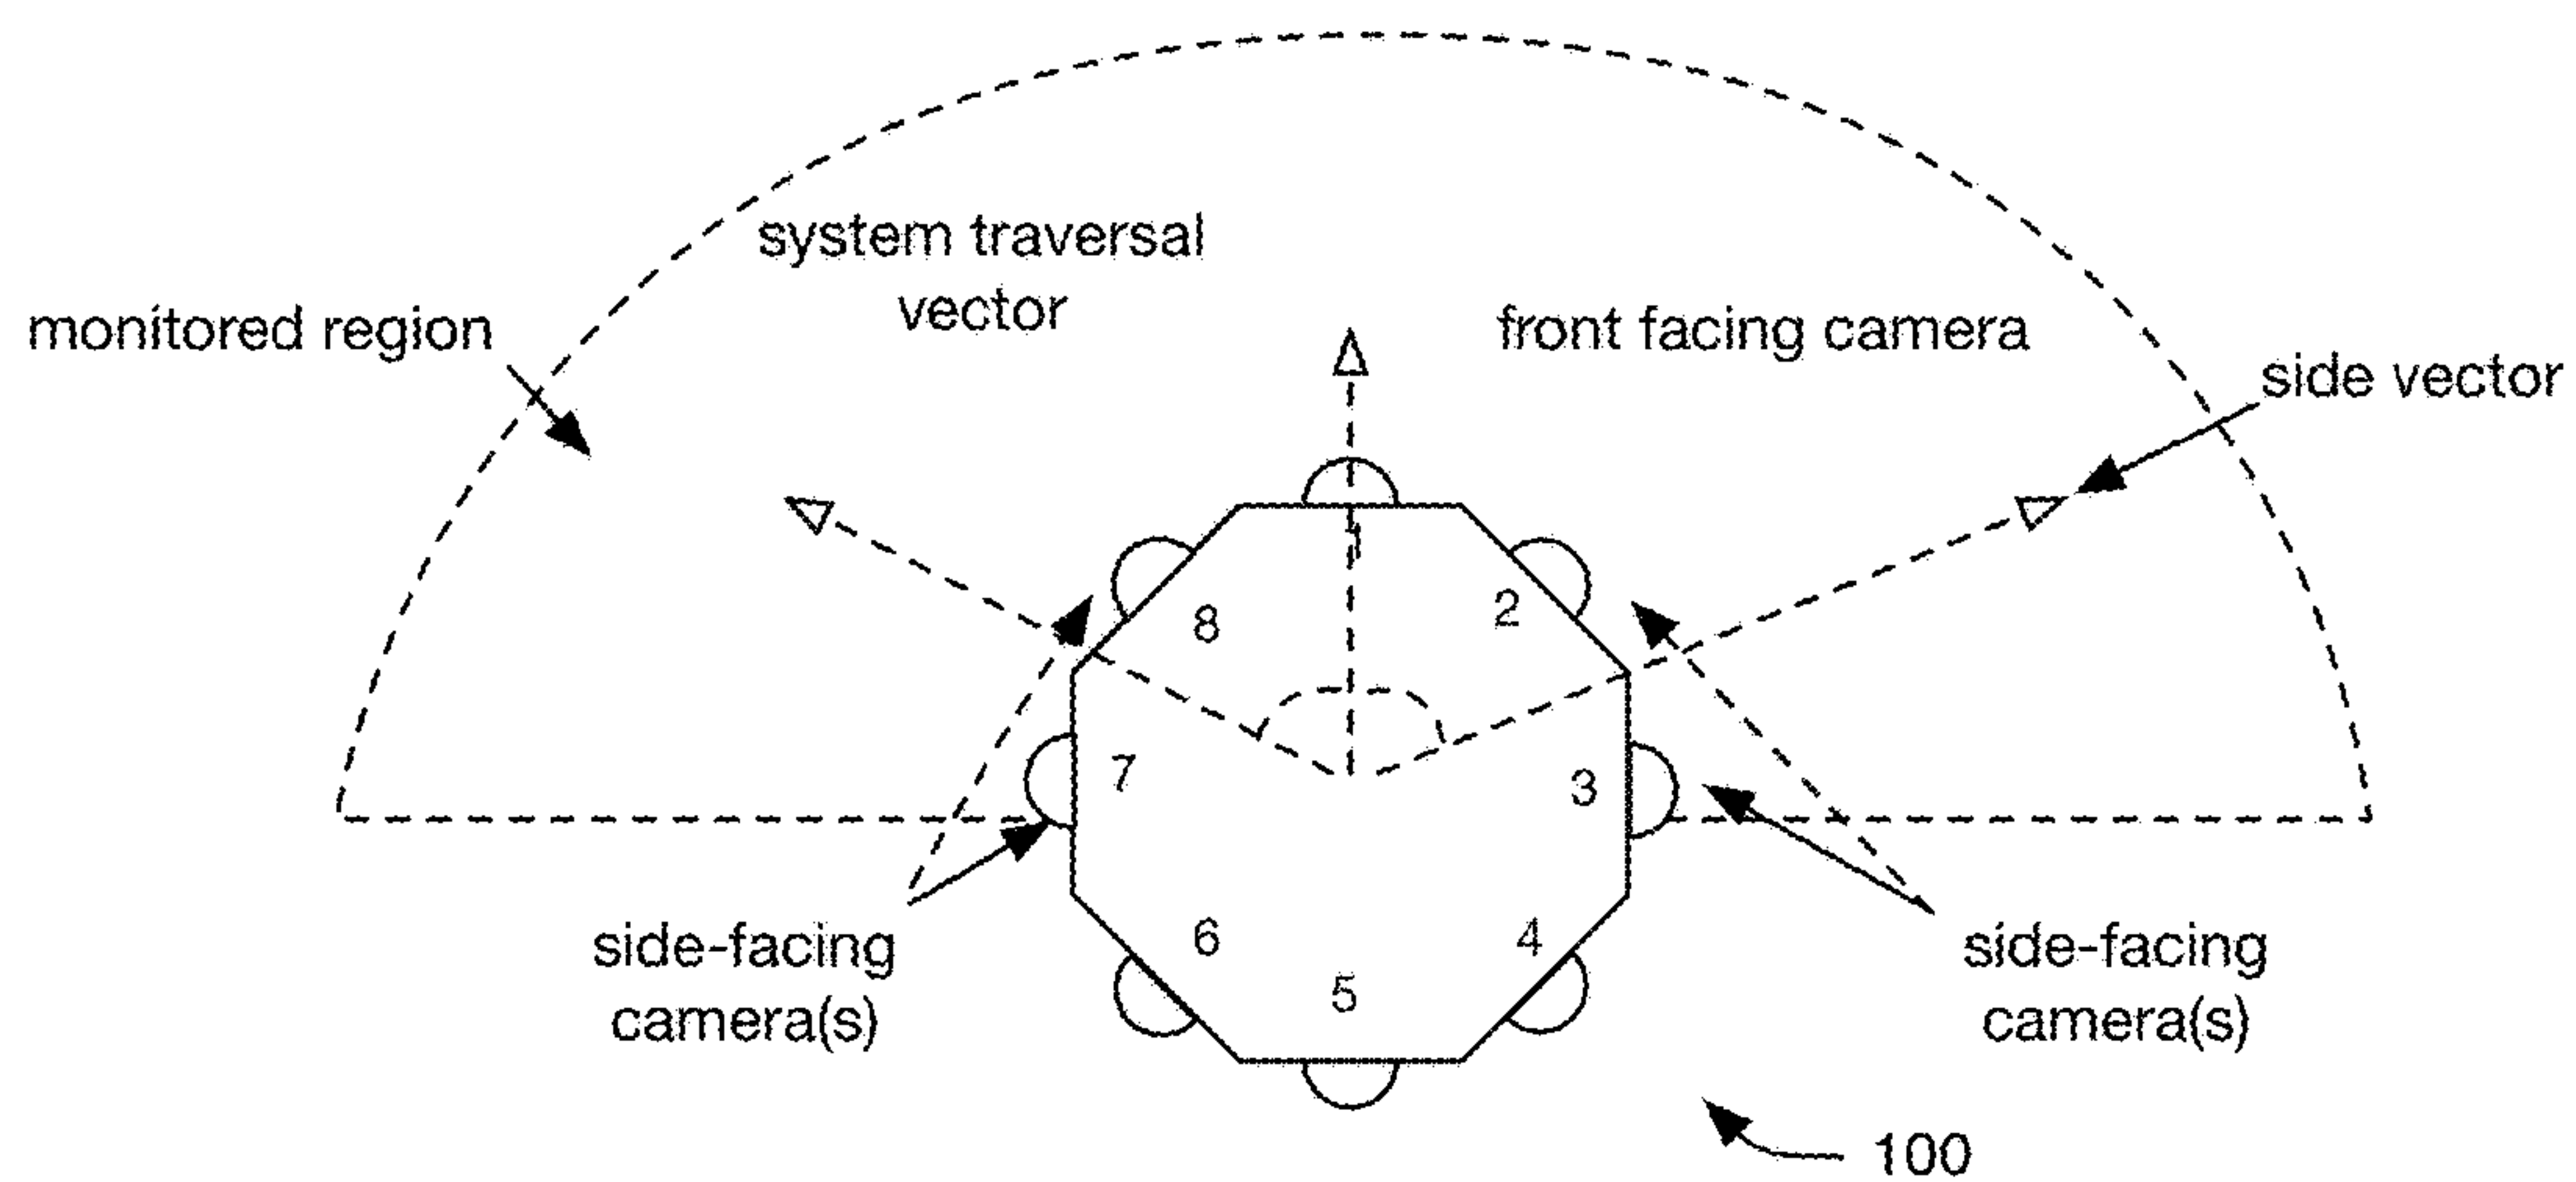 system traversal
vector
monitored region
front facing camera
side vector
1
8
2
7
3
6
4
5
side-facing
camera(s)
side-facing
camera(s)
100